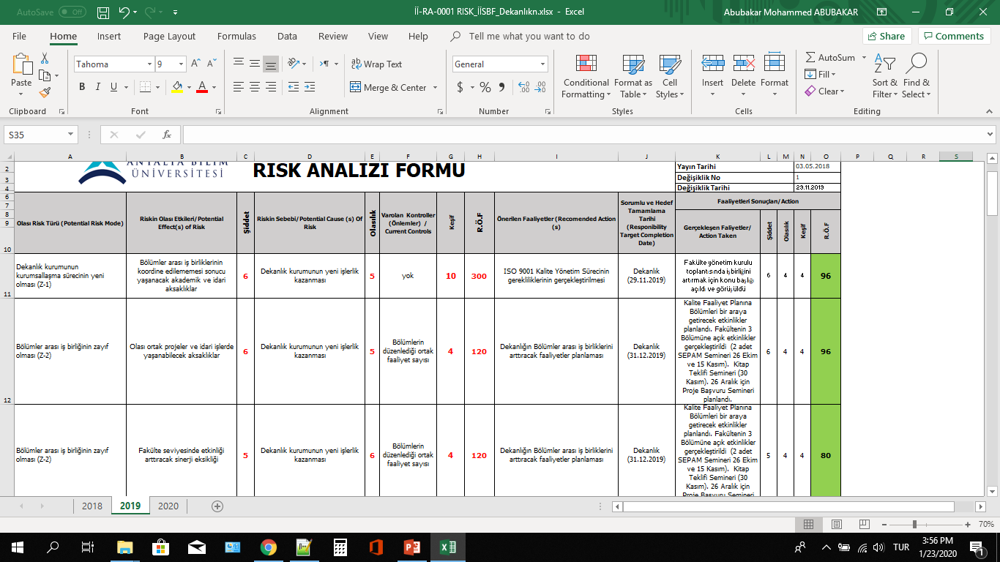 AutoSave Off
İİ-RA-0001 RISK_İİSBF_Dekanlıkn.xlsx - Excel
Abubakar Mohammed ABUBAKAR
File Home Insert Page Layout Formulas Data Review View Help Tell me what you want to do
Share Comments
Paste
Clipboard
Tahoma 9
B I U
Font
Wrap Text
Merge & Center
Alignment
General
Number
Conditional Formatting
Format as Table
Cell Styles
Styles
Insert Delete Format
Cells
AutoSum
Fill
Clear
Sort & Filter
Find & Select
Editing
S35
fx
A B C D E F G H I J K L M N O P Q R S
2
3
4
6
7
8
9
10
11
12
ANTALYA BİLİM
ÜNİVERSİTESİ
RISK ANALIZI FORMU
Yayın Tarihi 03.05.2018
Değişiklik No 1
Değişiklik Tarihi 29.11.2019
Olası Risk Türü (Potential Risk Mode)
Riskin Olası Etkileri/Potential
Effect(s) of Risk
Şiddet
Riskin Sebebi/Potential Cause (s) Of
Risk
Olasılık
Varolan Kontroller
(Önlemler) /
Current Controls
Keşif
R.Ö.F
Önerilen Faaliyetler (Recomended Action
(s)
Sorumlu ve Hedef
Tamamlama
Tarihi
(Responibility
Target Completion
Date)
Faaliyetleri Sonuçları/Action
Gerçekleşen Faliyetler/
Action Taken
Şiddet
Olasılık
Keşif
R.Ö.F
Dekanlık kurumunun
kurumsallaşma sürecinin yeni
olması (Z-1)
Bölümler arası iş birliklerinin
koordine edilememesi sonucu
yaşanacak akademik ve idari
aksaklıklar
6
Dekanlık kurumunun yeni işlerlik
kazanması
5
yok
10
300
ISO 9001 Kalite Yönetim Sürecinin
gerekliliklerinin gerçekleştirilmesi
Dekanlık
(29.11.2019)
Fakülte yönetim kurulu
toplantısında işbirliğini
artırmak için konu başlığı
açıldı ve görüşüldü
6
4
4
96
Bölümler arası iş birliğinin zayıf
olması (Z-2)
Olası ortak projeler ve idari işlerde
yaşanabilecek aksaklıklar
6
Dekanlık kurumunun yeni işlerlik
kazanması
5
Bölümlerin
düzenlediği ortak
faaliyet sayısı
4
120
Dekanlığın Bölümler arası iş birliklerini
arttıracak faaliyetler planlaması
Dekanlık
(31.12.2019)
Kalite Faaliyet Planına
Bölümleri bir araya
getirecek etkinlikler
planlandı. Fakültenin 3
Bölümüne açık etkinlikler
gerçekleştirildi (2 adet
SEPAM Semineri 26 Ekim
ve 15 Kasım). Kitap
Teklifi Semineri (30
Kasım). 26 Aralık için
Proje Başvuru Semineri
planlandı.
6
4
4
96
Bölümler arası iş birliğinin zayıf
olması (Z-2)
Fakülte seviyesinde etkinliği
arttıracak sinerji eksikliği
5
Dekanlık kurumunun yeni işlerlik
kazanması
6
Bölümlerin
düzenlediği ortak
faaliyet sayısı
4
120
Dekanlığın Bölümler arası iş birliklerini
arttıracak faaliyetler planlaması
Dekanlık
(31.12.2019)
Kalite Faaliyet Planına
Bölümleri bir araya
getirecek etkinlikler
planlandı. Fakültenin 3
Bölümüne açık etkinlikler
gerçekleştirildi (2 adet
SEPAM Semineri 26 Ekim
ve 15 Kasım). Kitap
Teklifi Semineri (30
Kasım). 26 Aralık için
Proje Başvuru Semineri
5
4
4
80
2018 2019 2020
70%
TUR
3:56 PM
1/23/2020
1